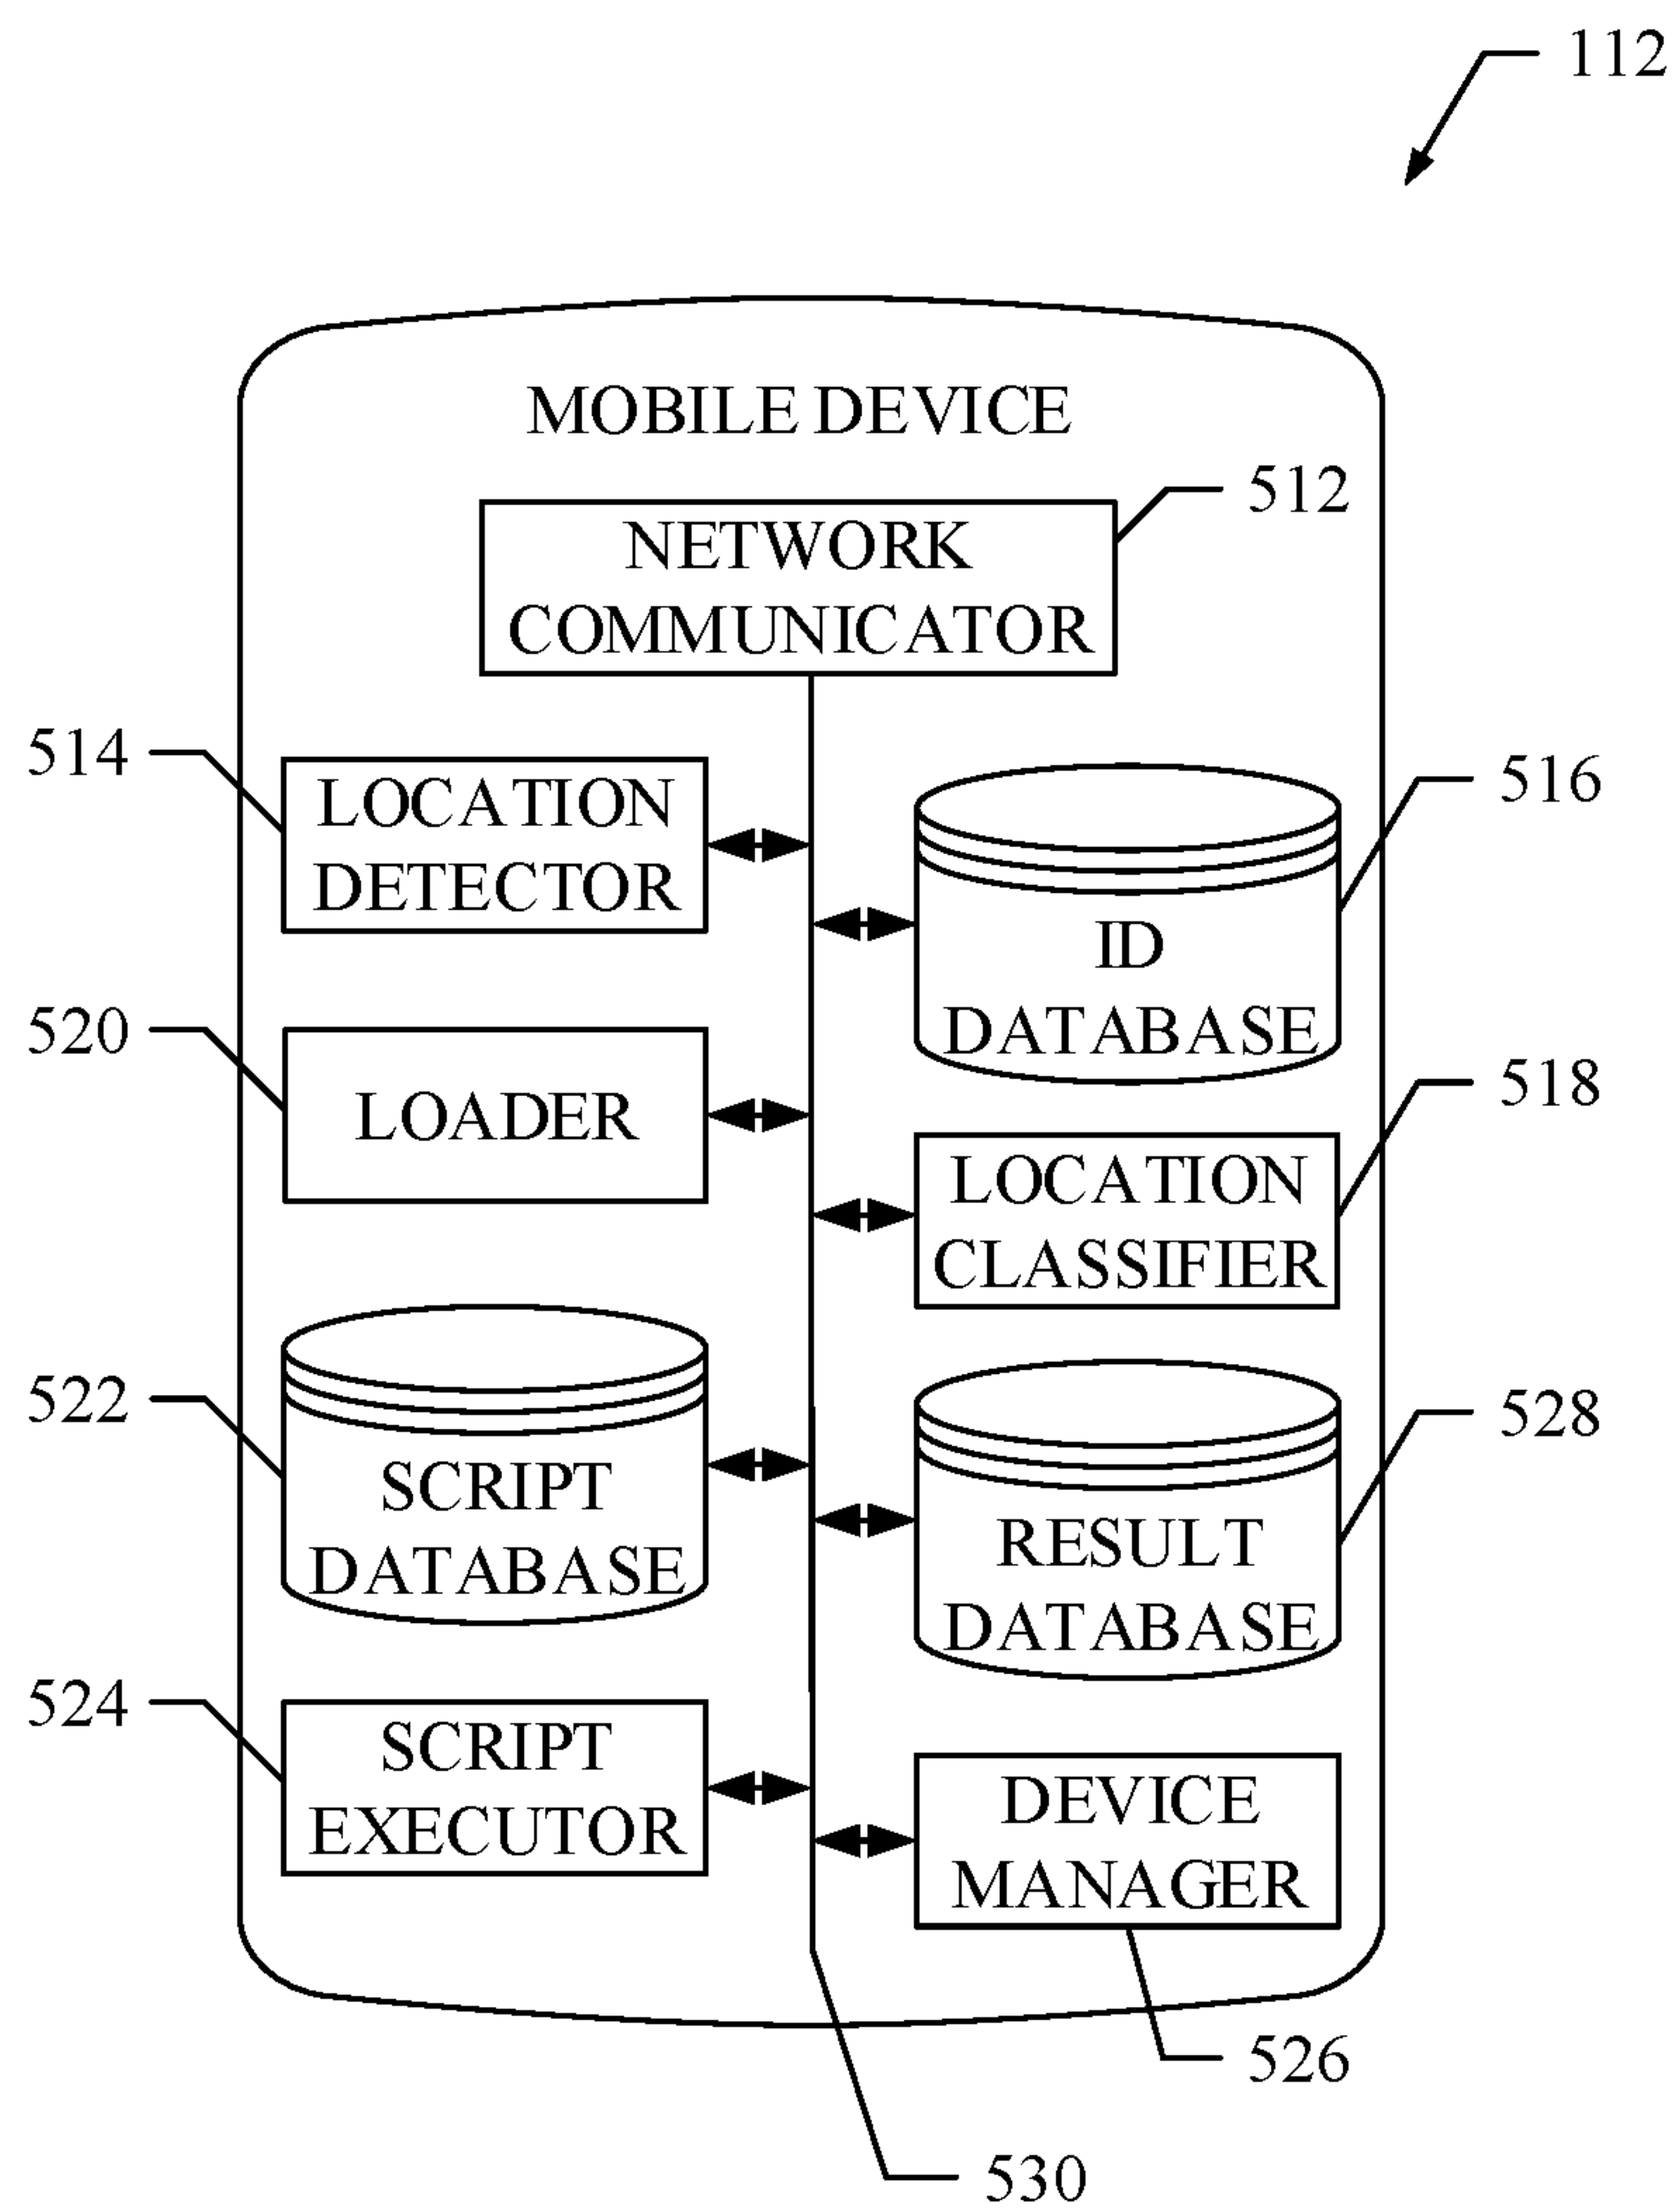 112
MOBILE DEVICE
512
NETWORK
COMMUNICATOR
514
LOCATION
DETECTOR
516
ID
DATABASE
520
LOADER
518
LOCATION
CLASSIFIER
522
SCRIPT
DATABASE
528
RESULT
DATABASE
524
SCRIPT
EXECUTOR
DEVICE
MANAGER
526
530